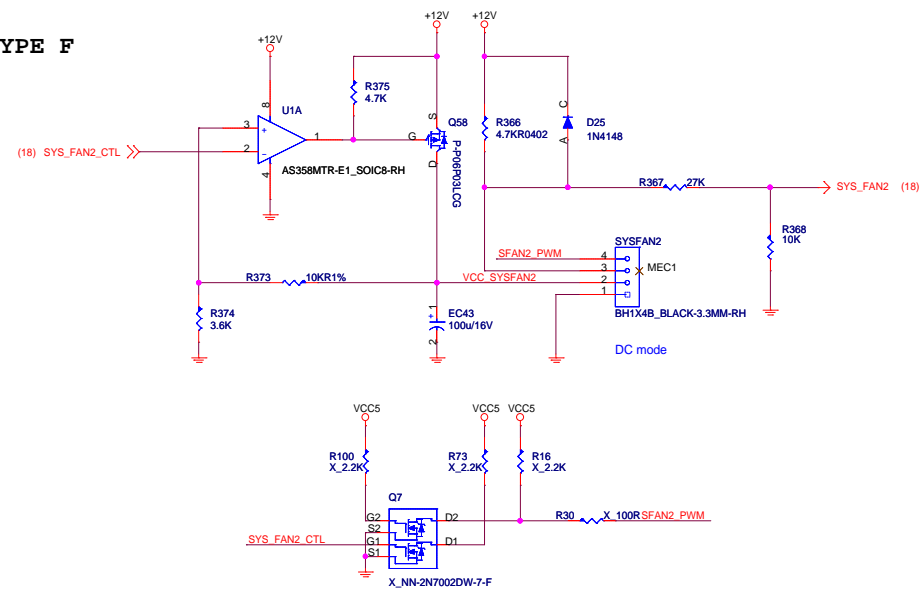 YPE F
+12V
+12V
+12V
R375
4.7K
U1A
8
3
+
2
-
1
4
AS358MTR-E1_SOIC8-RH
(18) SYS_FAN2_CTL
Q58
S
G
D
P-P06P03LCG
R366
4.7KR0402
C
A
D25
1N4148
R367
27K
SYS_FAN2 (18)
R368
10K
SYSFAN2
SFAN2_PWM
4
3
2
1
MEC1
VCC_SYSFAN2
BH1X4B_BLACK-3.3MM-RH
R373
10KR1%
R374
3.6K
1
+
2
EC43
100u/16V
DC mode
VCC5
VCC5
VCC5
R100
X_2.2K
R73
X_2.2K
R16
X_2.2K
Q7
G2
S2
G1
S1
D2
D1
R30
X_100R
SFAN2_PWM
SYS_FAN2_CTL
X_NN-2N7002DW-7-F